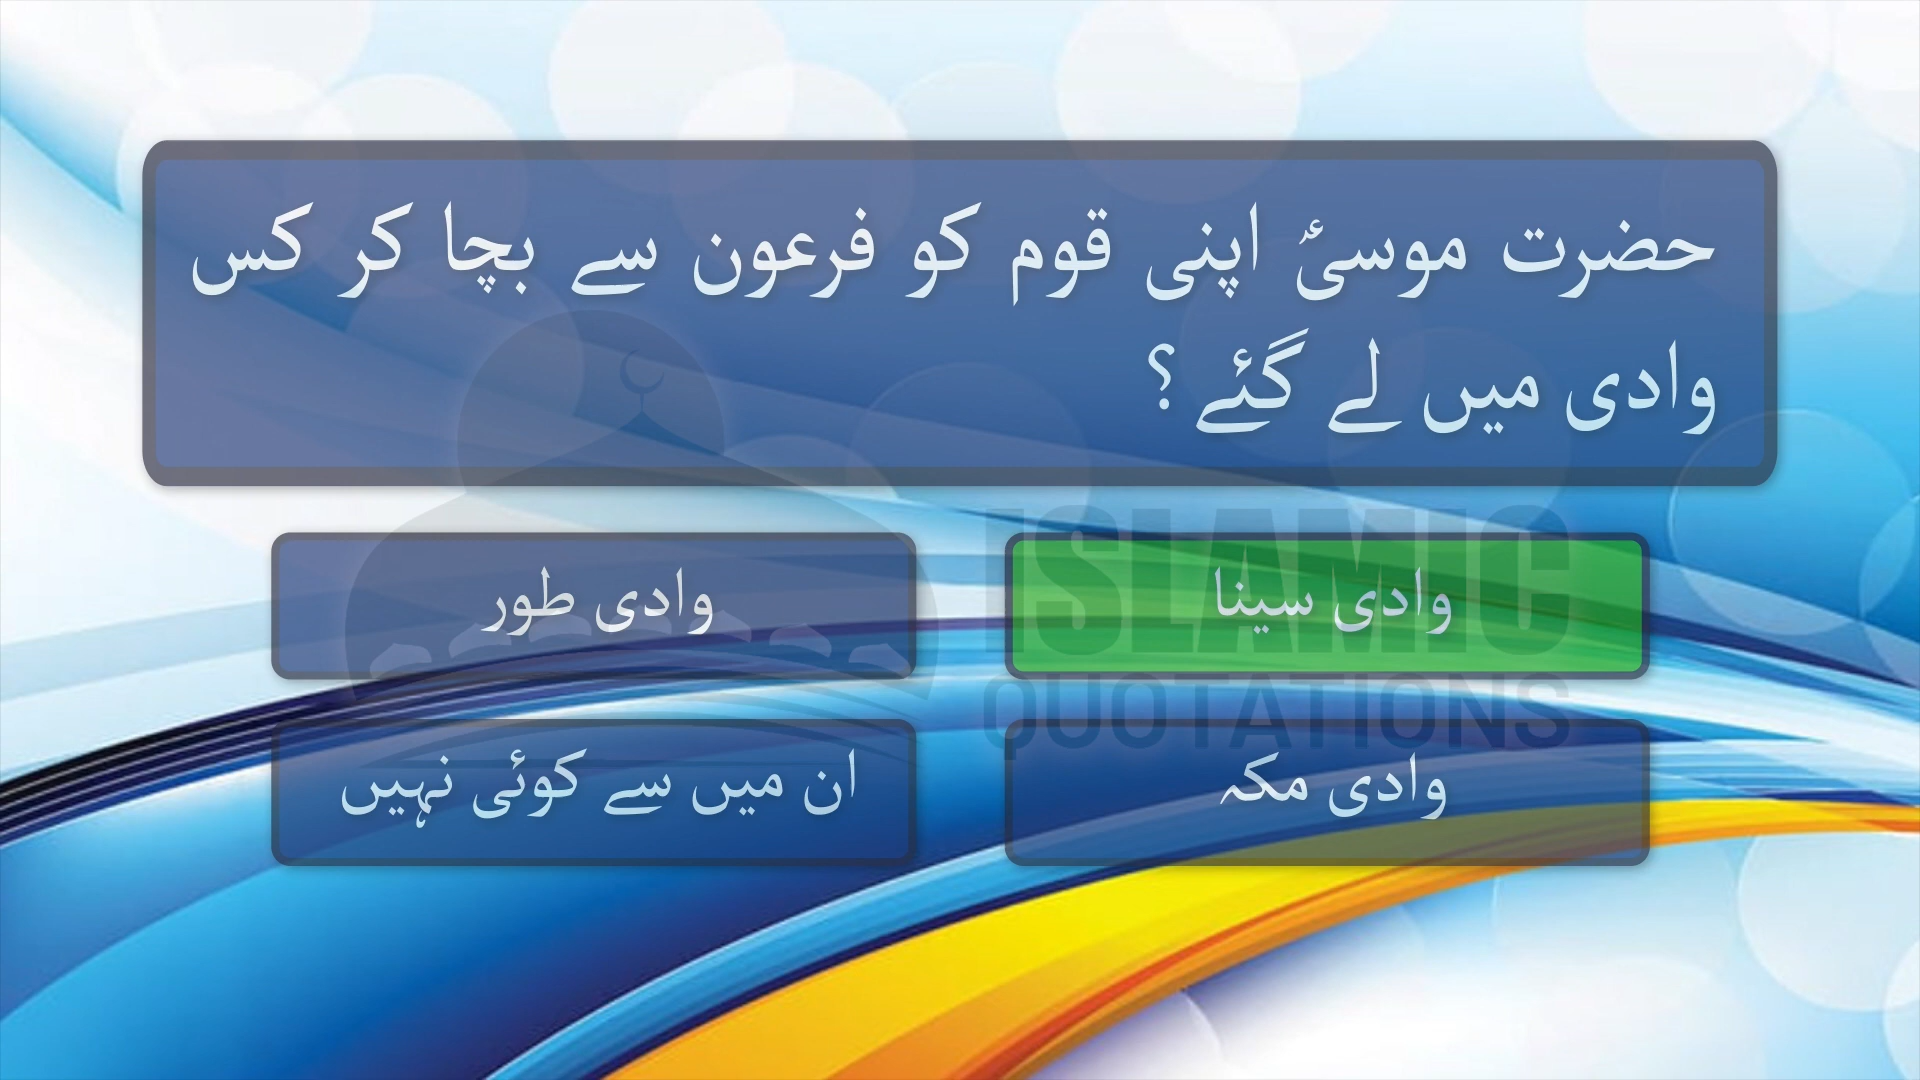 حضرت موسیٰؑ اپنی قوم کو فرعون سے بچا کر کس
وادی میں لے گئے ؟
وادی سینا
وادی طور
وادی مکہ
ان میں سے کوئی نہیں
ISLAMIC
QUOTATIONS